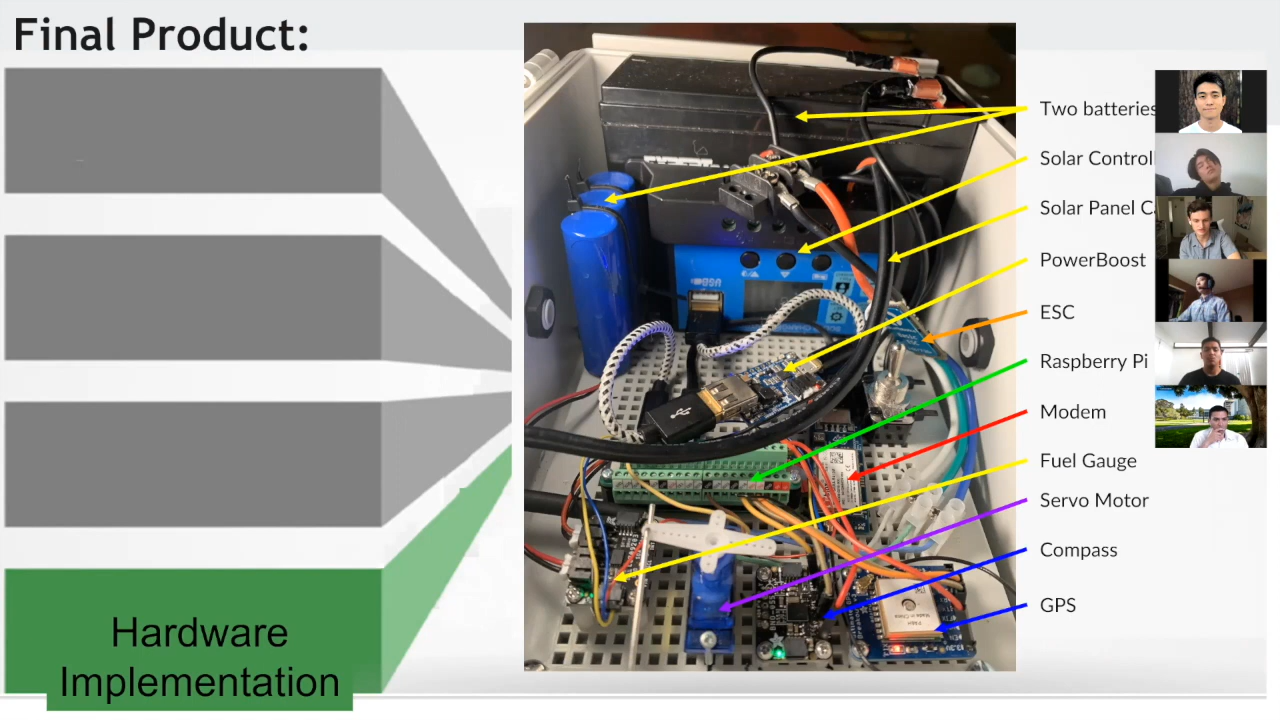 Final Product:
Two batteries
Solar Control
Solar Panel C
PowerBoost
ESC
Raspberry Pi
Modem
Fuel Gauge
Servo Motor
Compass
GPS
Hardware
Implementation
USB